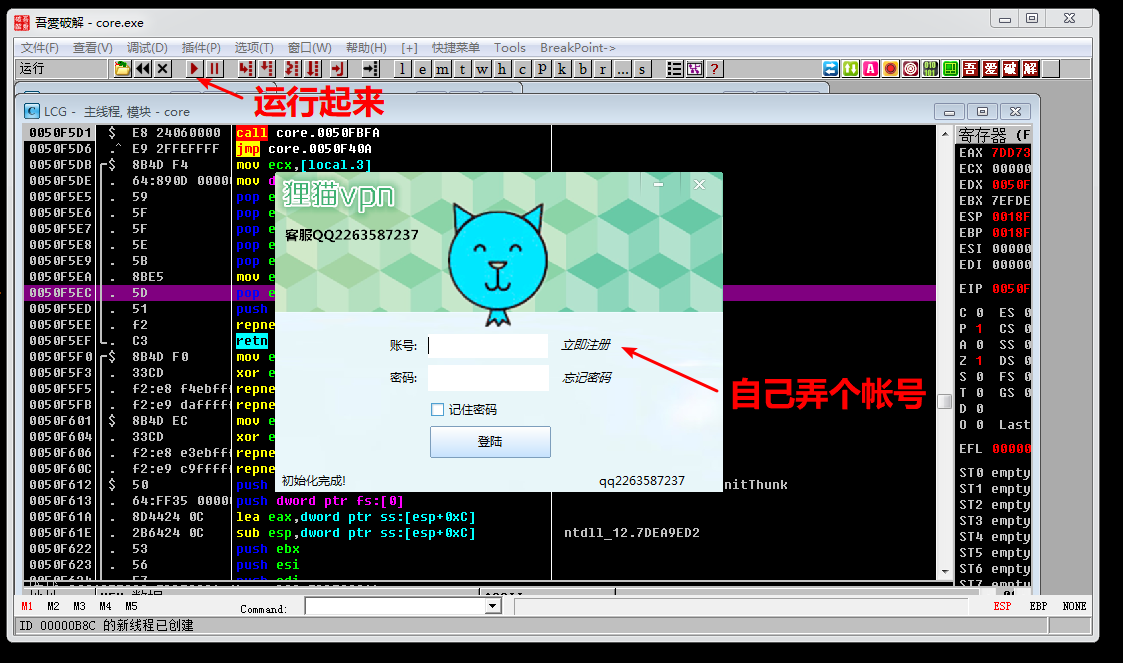 吾愛破解 - core.exe
文件(F) 查看(V) 调试(D) 插件(P) 选项(T) 窗口(W) 帮助(H) [+] 快捷菜单 Tools BreakPoint->
运行 l e m t w h c p k b r ... s ? 吾 爱 破 解
运行起来
LCG - 主线程, 模块 - core
0050F5D1 $ E8 24060000 call core.0050FBFA
0050F5D6 .^ E9 2FFEFFFF jmp core.0050F40A
0050F5DB $ 8B4D F4 mov ecx,[local.3]
0050F5DE . 64:890D 0000 mov d
0050F5E5 . 59 pop e
0050F5E6 . 5F pop e
0050F5E7 . 5F pop e
0050F5E8 . 5E pop e
0050F5E9 . 5B pop e
0050F5EA . 8BE5 mov e
0050F5EC . 5D pop e
0050F5ED . 51 push
0050F5EE . f2 repne
0050F5EF . C3 retn
0050F5F0 $ 8B4D F0 mov e
0050F5F3 . 33CD xor e
0050F5F5 . f2:e8 f4ebfff repne
0050F5FB . f2:e9 dafffff repne
0050F601 $ 8B4D EC mov e
0050F604 . 33CD xor e
0050F606 . f2:e8 e3ebfff repne
0050F60C . f2:e9 c9fffff repne
0050F612 $ 50 push nitThunk
0050F613 . 64:FF35 0000 push dword ptr fs:[0]
0050F61A . 8D4424 0C lea eax,dword ptr ss:[esp+0xC]
0050F61E . 2B6424 0C sub esp,dword ptr ss:[esp+0xC] ntdll_12.7DEA9ED2
0050F622 . 53 push ebx
0050F623 . 56 push esi
狸猫vpn
客服QQ2263587237
账号: 立即注册
密码: 忘记密码
记住密码
登陆
初始化完成! qq2263587237
自己弄个帐号
寄存器 (F
EAX 7DD73
ECX 00000
EDX 0050F
EBX 7EFDE
ESP 0018F
EBP 0018F
ESI 00000
EDI 00000
EIP 0050F
C 0 ES 0
P 1 CS 0
A 0 SS 0
Z 1 DS 0
S 0 FS 0
T 0 GS 0
D 0
O 0 Last
EFL 00000
ST0 empty
ST1 empty
ST2 empty
ST3 empty
ST4 empty
ST5 empty
ST6 empty
ST7 empty
M1 M2 M3 M4 M5 Command: ESP EBP NONE
ID 00000B8C 的新线程已创建